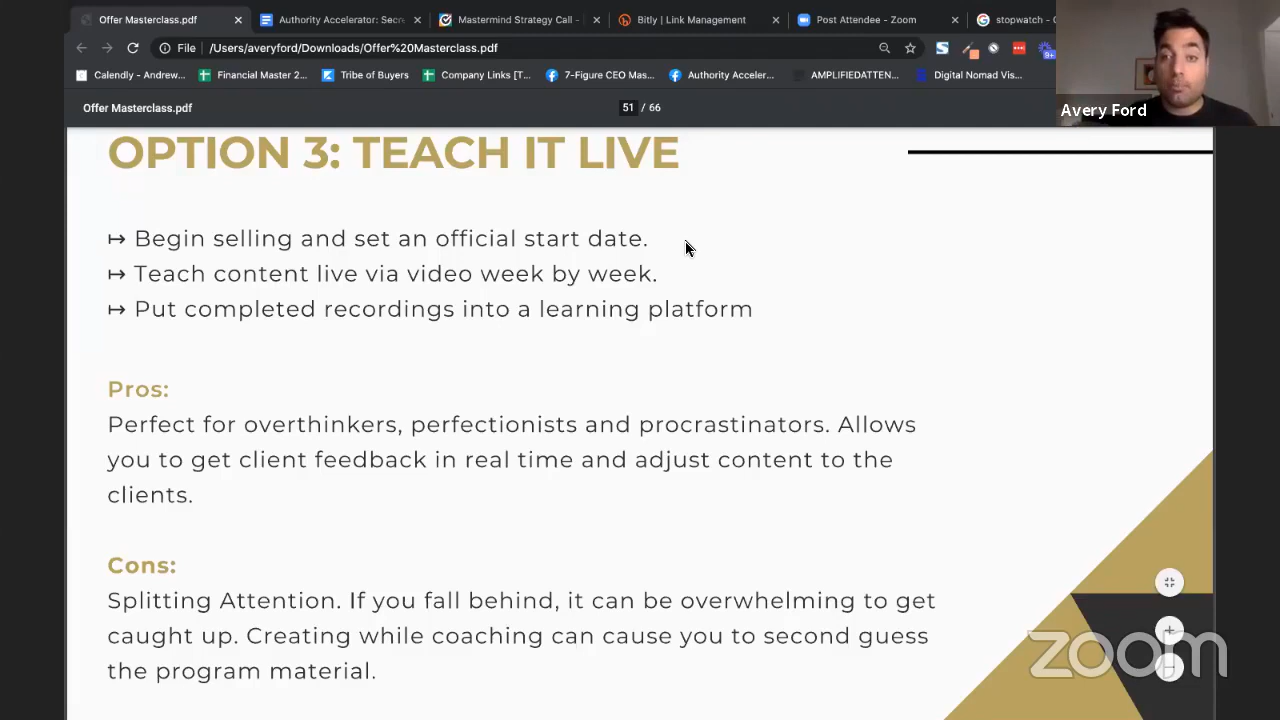 Offer Masterclass.pdf
Authority Accelerator: Secre
Mastermind Strategy Call -
Bitly | Link Management
Post Attendee - Zoom
stopwatch - G
File
/Users/averyford/Downloads/Offer%20Masterclass.pdf
9+
Calendly - Andrew...
Financial Master 2...
Tribe of Buyers
Company Links [T...
7-Figure CEO Mas...
Authority Acceler...
AMPLIFIEDATTEN...
Digital Nomad Vis...
Avery Ford
Offer Masterclass.pdf
51 / 66
OPTION 3: TEACH IT LIVE
↦ Begin selling and set an official start date.
↦ Teach content live via video week by week.
↦ Put completed recordings into a learning platform
Pros:
Perfect for overthinkers, perfectionists and procrastinators. Allows
you to get client feedback in real time and adjust content to the
clients.
Cons:
Splitting Attention. If you fall behind, it can be overwhelming to get
caught up. Creating while coaching can cause you to second guess
the program material.
zoom